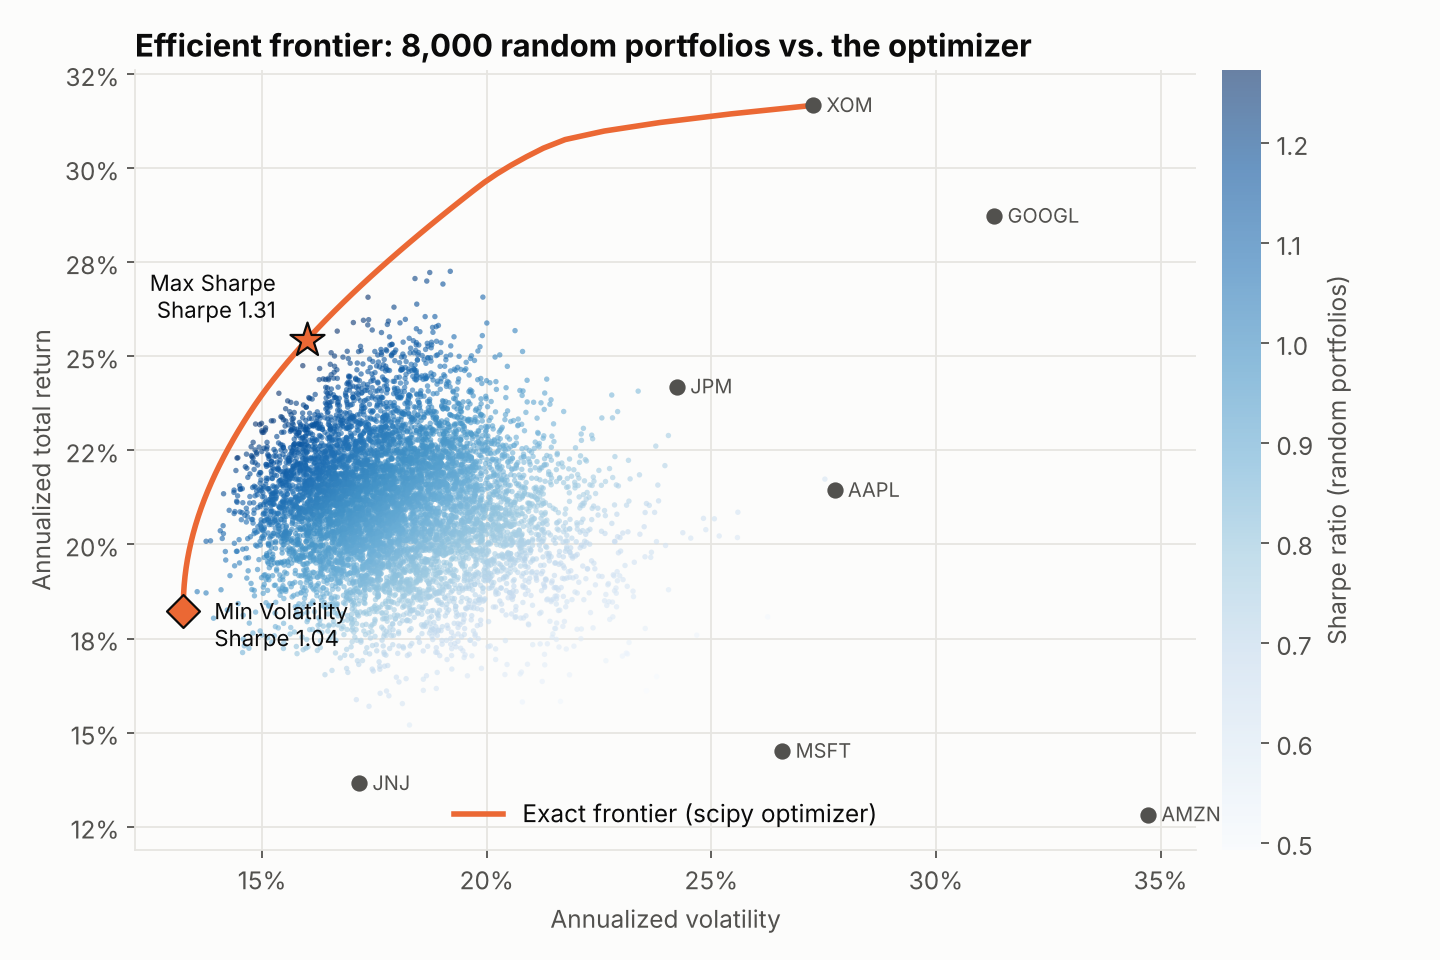 Efficient frontier: 8,000 random portfolios vs. the optimizer
32%
30%
28%
25%
22%
20%
18%
15%
12%
Annualized total return
XOM
GOOGL
Max Sharpe
Sharpe 1.31
JPM
AAPL
Min Volatility
Sharpe 1.04
MSFT
JNJ
Exact frontier (scipy optimizer)
AMZN
15%
20%
25%
30%
35%
Annualized volatility
1.2
1.1
1.0
0.9
0.8
0.7
0.6
0.5
Sharpe ratio (random portfolios)